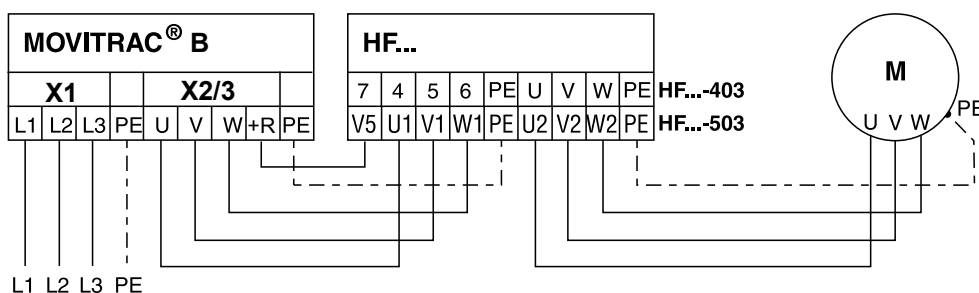 MOVITRAC® B HF...
X1 X2/3 7 4 5 6 PE U V W PE HF...-403 M
L1 L2 L3 PE U V W +R PE V5 U1 V1 W1 PE U2 V2 W2 PE HF...-503 U V W PE
L1 L2 L3 PE